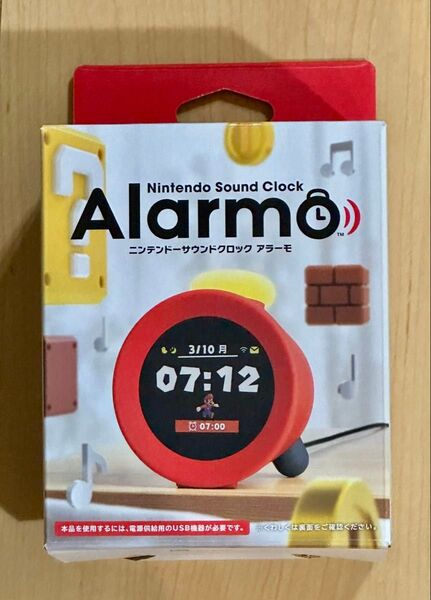 Nintendo Sound Clock
Alarmo
TM
ニンテンドーサウンドクロック アラーモ
3/10 月
07:12
07:00
本品を使用するには、電源供給用のUSB機器が必要です。
※くわしくは裏面をご確認ください。